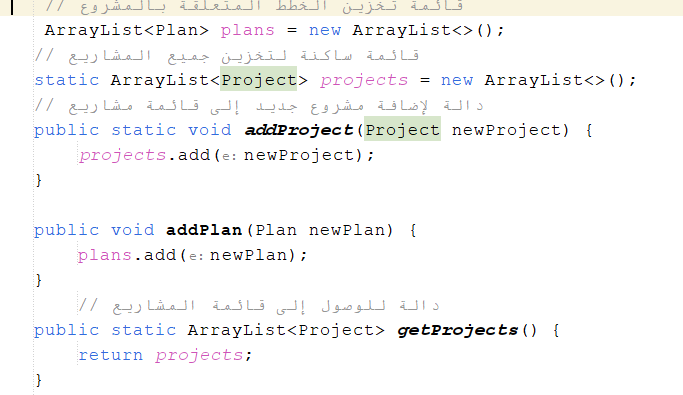 // قائمة تخزين الخطط المتعلقة بالمشروع
ArrayList<Plan> plans = new ArrayList<>();
// قائمة ساكنة لتخزين جميع المشاريع
static ArrayList<Project> projects = new ArrayList<>();
// دالة لإضافة مشروع جديد إلى قائمة مشاريع
public static void addProject(Project newProject) {
projects.add(e: newProject);
}
public void addPlan(Plan newPlan) {
plans.add(e: newPlan);
}
// دالة للوصول إلى قائمة المشاريع
public static ArrayList<Project> getProjects() {
return projects;
}